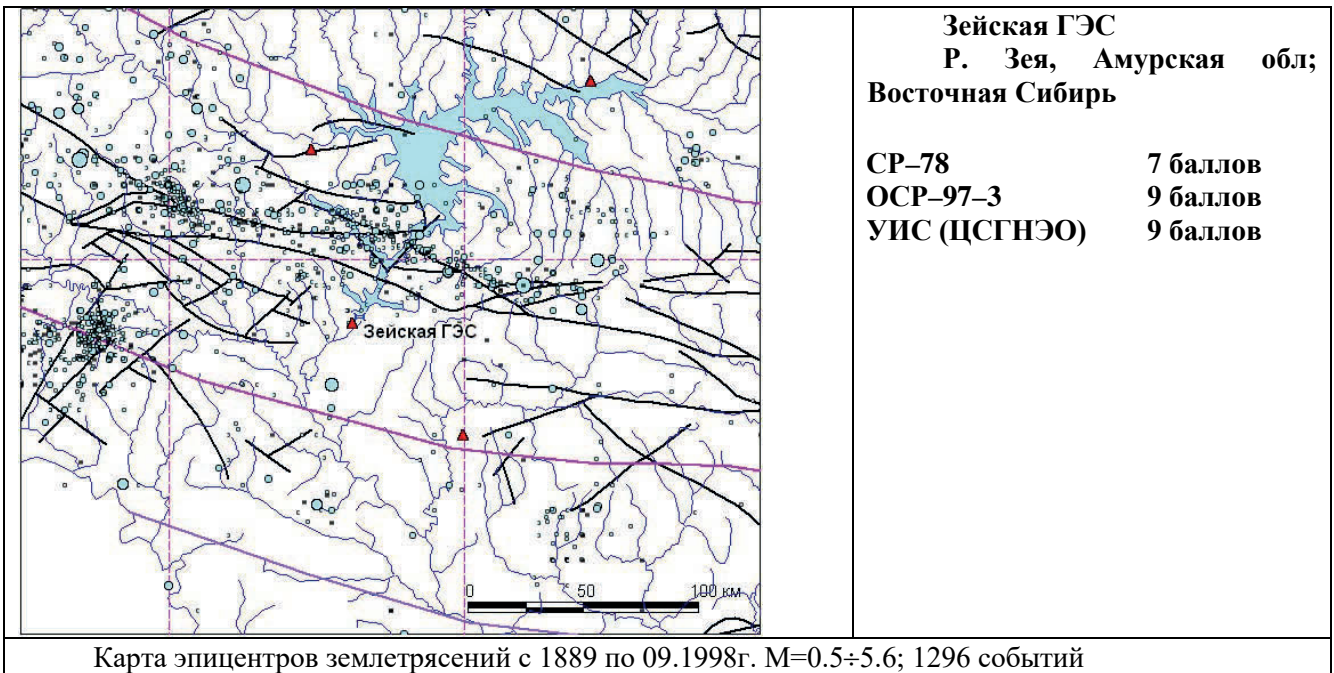 Зейская ГЭС
0 50 100 км
Зейская ГЭС
Р. Зея, Амурская обл;
Восточная Сибирь
СР–78 7 баллов
ОСР–97–3 9 баллов
УИС (ЦСГНЭО) 9 баллов
Карта эпицентров землетрясений с 1889 по 09.1998г. М=0.5÷5.6; 1296 событий